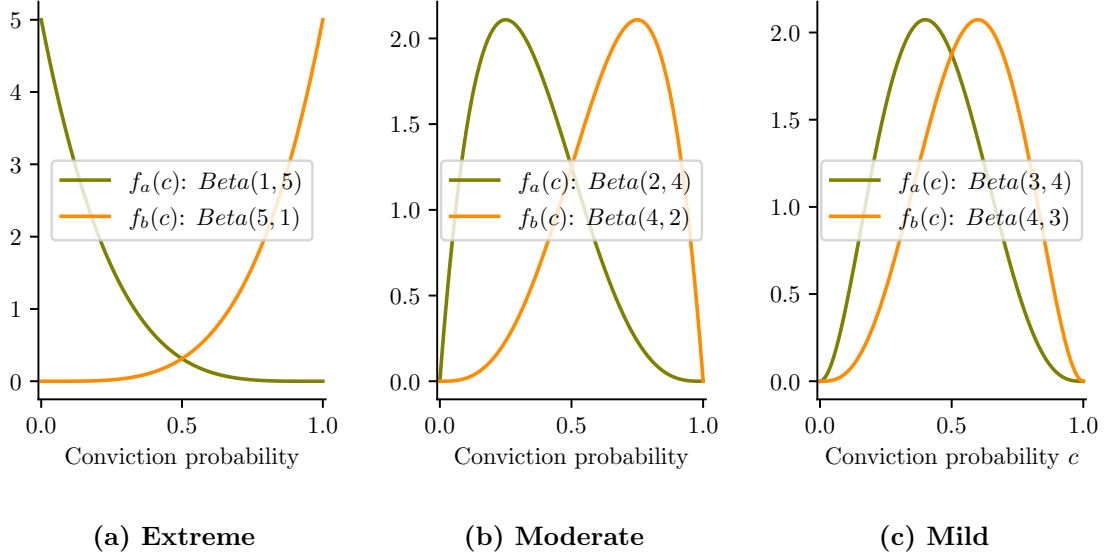 5
4
3
2
1
0
f_a(c): Beta(1, 5)
f_b(c): Beta(5, 1)
0.0 0.5 1.0
Conviction probability
2.0
1.5
1.0
0.5
0.0
f_a(c): Beta(2, 4)
f_b(c): Beta(4, 2)
0.0 0.5 1.0
Conviction probability
2.0
1.5
1.0
0.5
0.0
f_a(c): Beta(3, 4)
f_b(c): Beta(4, 3)
0.0 0.5 1.0
Conviction probability c
(a) Extreme
(b) Moderate
(c) Mild